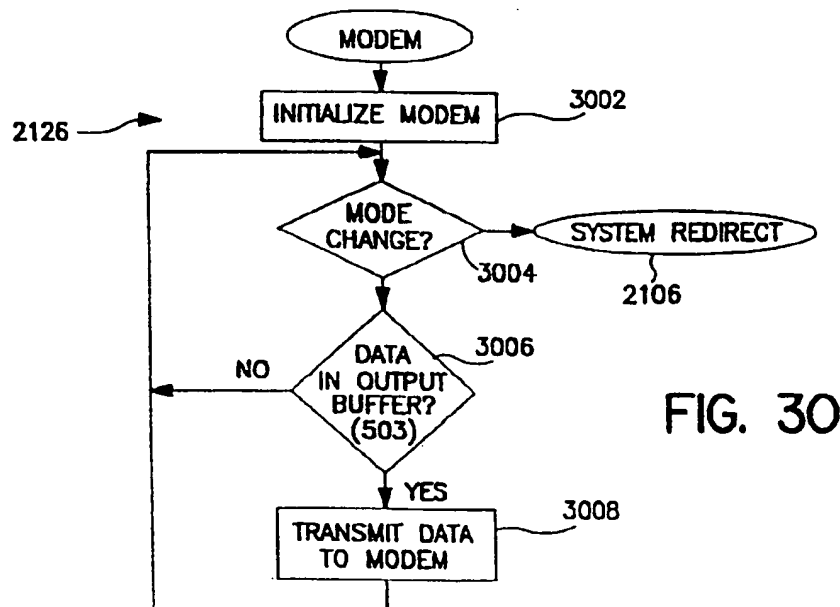 MODEM
INITIALIZE MODEM
3002
2126
MODE
CHANGE?
3004
SYSTEM REDIRECT
2106
DATA
IN OUTPUT
BUFFER?
(503)
3006
NO
FIG. 30
YES
TRANSMIT DATA
TO MODEM
3008